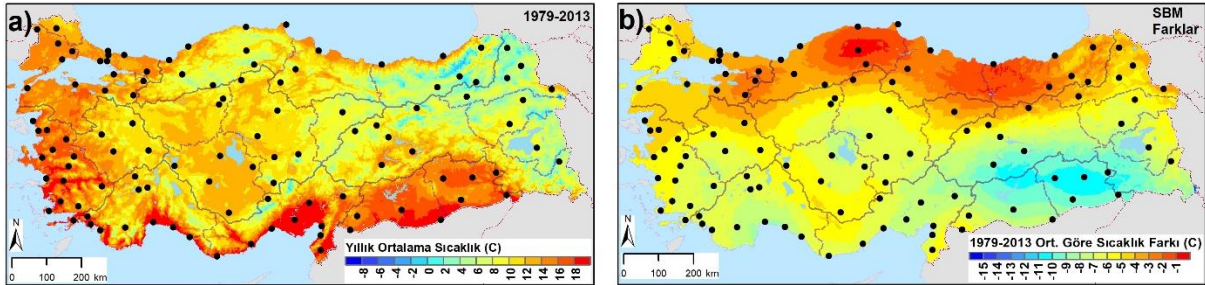 a)
1979-2013
N
0 100 200
km
Yıllık Ortalama Sıcaklık (C)
-8 -6 -4 -2 0 2 4 6 8 10 12 14 16 18
b)
SBM
Farklar
N
0 100 200
km
1979-2013 Ort. Göre Sıcaklık Farkı (C)
-15 -14 -13 -12 -11 -10 -9 -8 -7 -6 -5 -4 -3 -2 -1